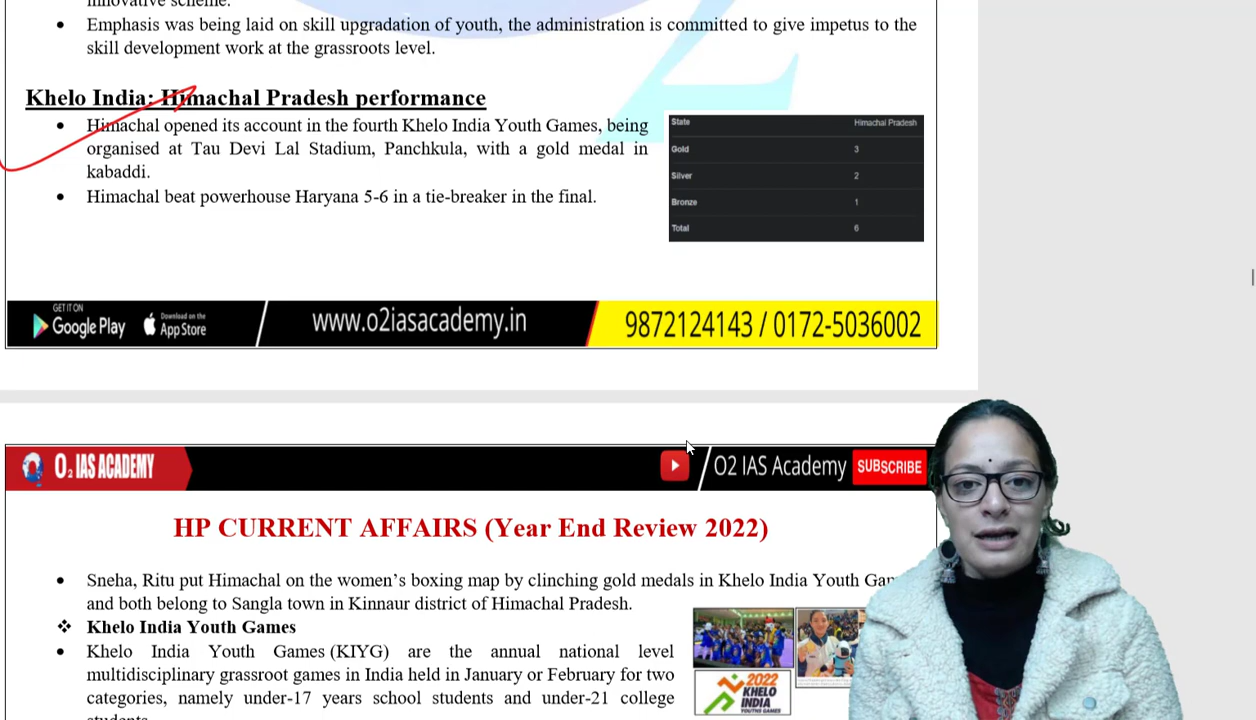 innovative scheme.
• Emphasis was being laid on skill upgradation of youth, the administration is committed to give impetus to the
skill development work at the grassroots level.
Khelo India: Himachal Pradesh performance
• Himachal opened its account in the fourth Khelo India Youth Games, being
organised at Tau Devi Lal Stadium, Panchkula, with a gold medal in
kabaddi.
• Himachal beat powerhouse Haryana 5-6 in a tie-breaker in the final.
State Himachal Pradesh
Gold 3
Silver 2
Bronze 1
Total 6
GET IT ON
Google Play
Download on the
App Store
www.o2iasacademy.in
9872124143 / 0172-5036002
O2 IAS ACADEMY
O2 IAS Academy SUBSCRIBE
HP CURRENT AFFAIRS (Year End Review 2022)
• Sneha, Ritu put Himachal on the women's boxing map by clinching gold medals in Khelo India Youth
and both belong to Sangla town in Kinnaur district of Himachal Pradesh.
❖ Khelo India Youth Games
• Khelo India Youth Games (KIYG) are the annual national level
multidisciplinary grassroot games in India held in January or February for two
categories, namely under-17 years school students and under-21 college
students.
2022
KHELO
INDIA
YOUTH GAMES